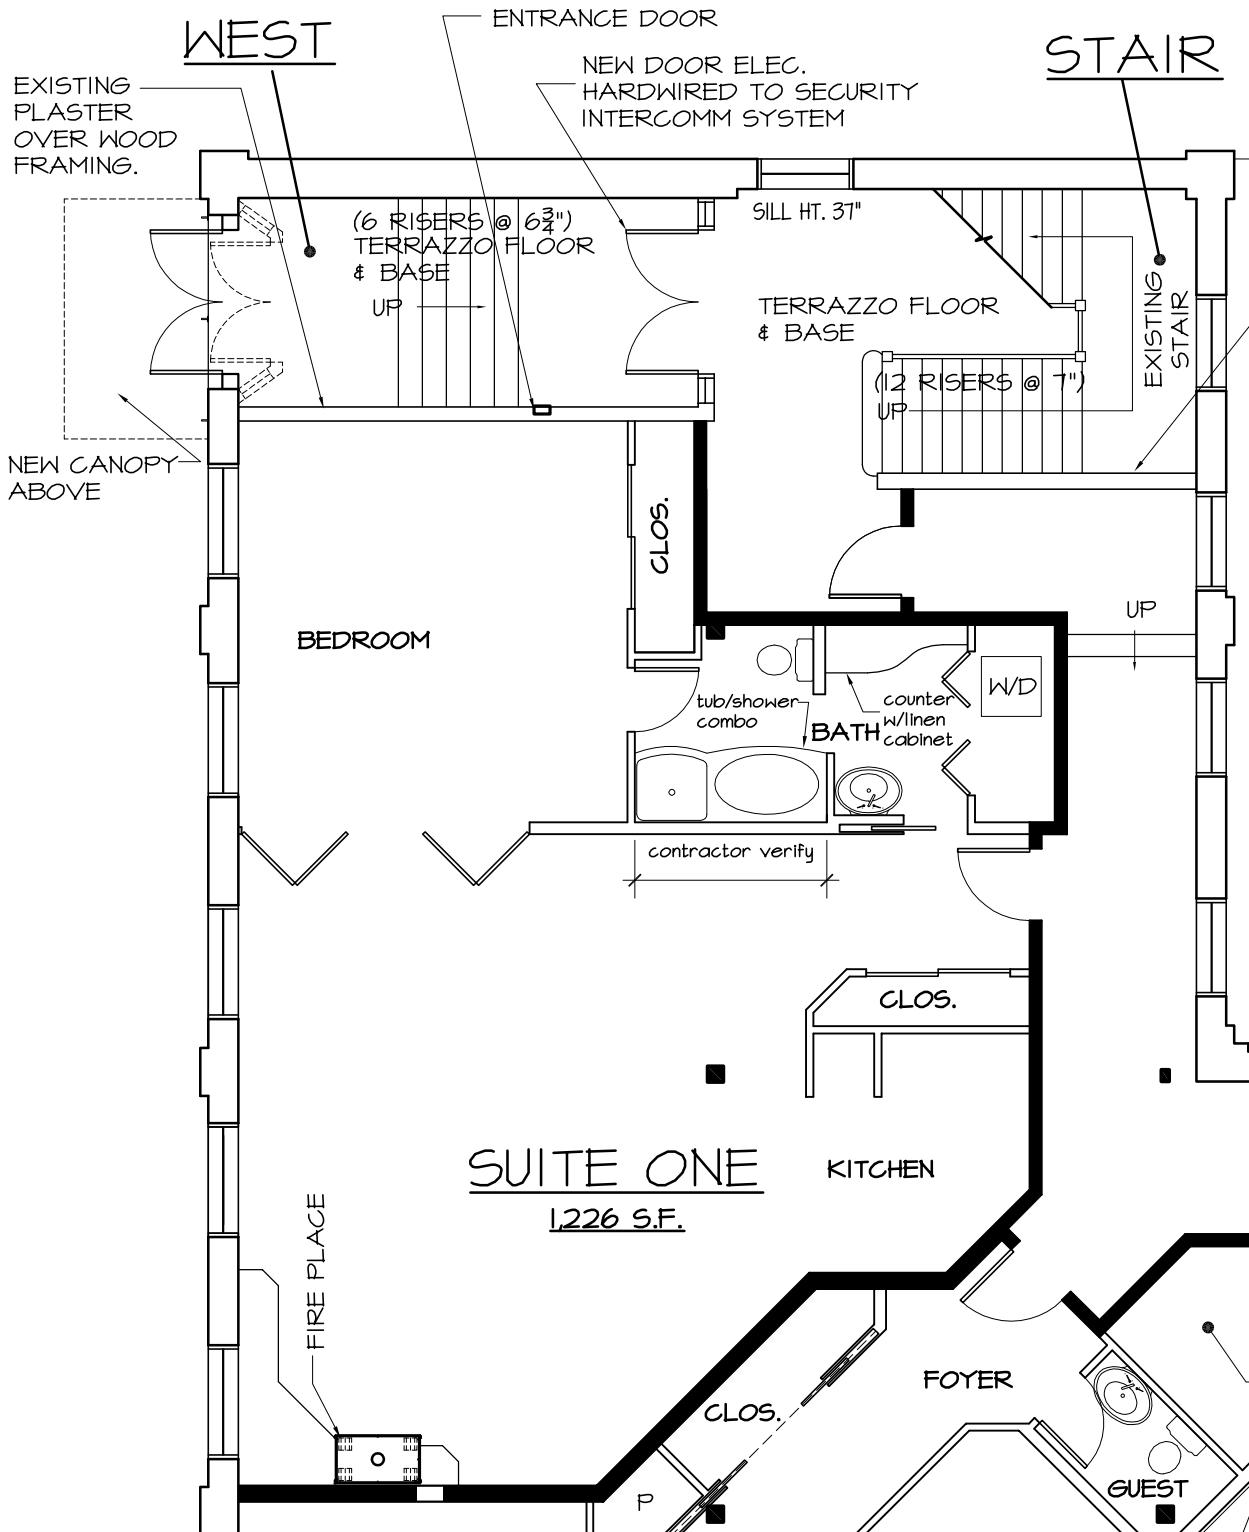 ENTRANCE DOOR
WEST
STAIR
NEW DOOR ELEC.
HARDWIRED TO SECURITY
INTERCOMM SYSTEM
EXISTING
PLASTER
OVER WOOD
FRAMING.
(6 RISERS @ 6 3/4")
TERRAZZO FLOOR
& BASE
UP
SILL HT. 37"
TERRAZZO FLOOR
& BASE
EXISTING
STAIR
(12 RISERS @ 7")
UP
NEW CANOPY
ABOVE
CLOS.
BEDROOM
UP
W/D
tub/shower
combo
BATH
counter
w/linen
cabinet
contractor verify
CLOS.
SUITE ONE
1,226 S.F.
KITCHEN
FIRE PLACE
FOYER
CLOS.
GUEST
P